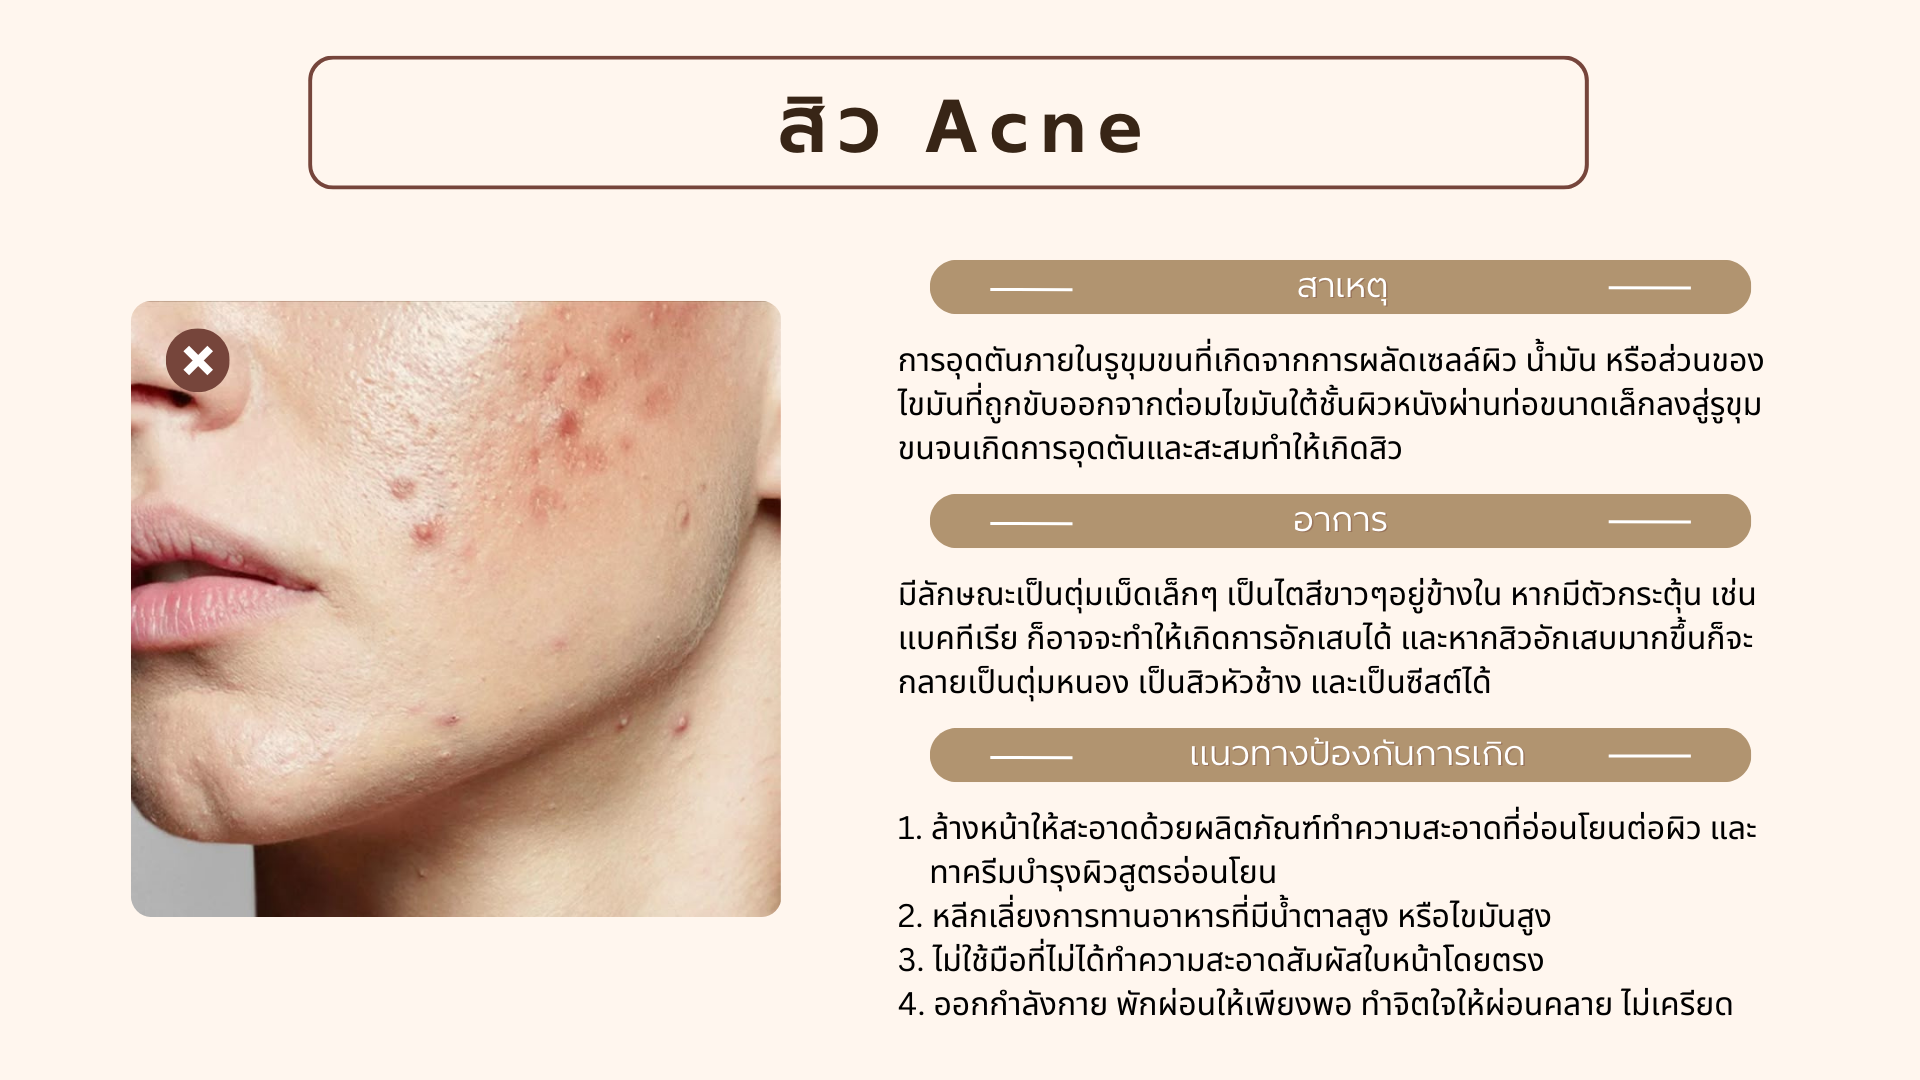 สิว Acne
สาเหตุ
การอุดตันภายในรูขุมขนที่เกิดจากการผลัดเซลล์ผิว น้ำมัน หรือส่วนของ
ไขมันที่ถูกขับออกจากต่อมไขมันใต้ชั้นผิวหนังผ่านท่อขนาดเล็กลงสู่รูขุม
ขนจนเกิดการอุดตันและสะสมทำให้เกิดสิว
อาการ
มีลักษณะเป็นตุ่มเม็ดเล็กๆ เป็นไตสีขาวๆอยู่ข้างใน หากมีตัวกระตุ้น เช่น
แบคทีเรีย ก็อาจจะทำให้เกิดการอักเสบได้ และหากสิวอักเสบมากขึ้นก็จะ
กลายเป็นตุ่มหนอง เป็นสิวหัวช้าง และเป็นซีสต์ได้
แนวทางป้องกันการเกิด
1. ล้างหน้าให้สะอาดด้วยผลิตภัณฑ์ทำความสะอาดที่อ่อนโยนต่อผิว และ
ทาครีมบำรุงผิวสูตรอ่อนโยน
2. หลีกเลี่ยงการทานอาหารที่มีน้ำตาลสูง หรือไขมันสูง
3. ไม่ใช้มือที่ไม่ได้ทำความสะอาดสัมผัสใบหน้าโดยตรง
4. ออกกำลังกาย พักผ่อนให้เพียงพอ ทำจิตใจให้ผ่อนคลาย ไม่เครียด